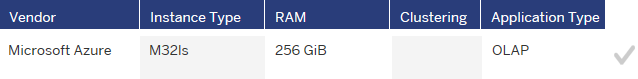 Vendor Instance Type RAM Clustering Application Type
Microsoft Azure M32ls 256 GiB OLAP